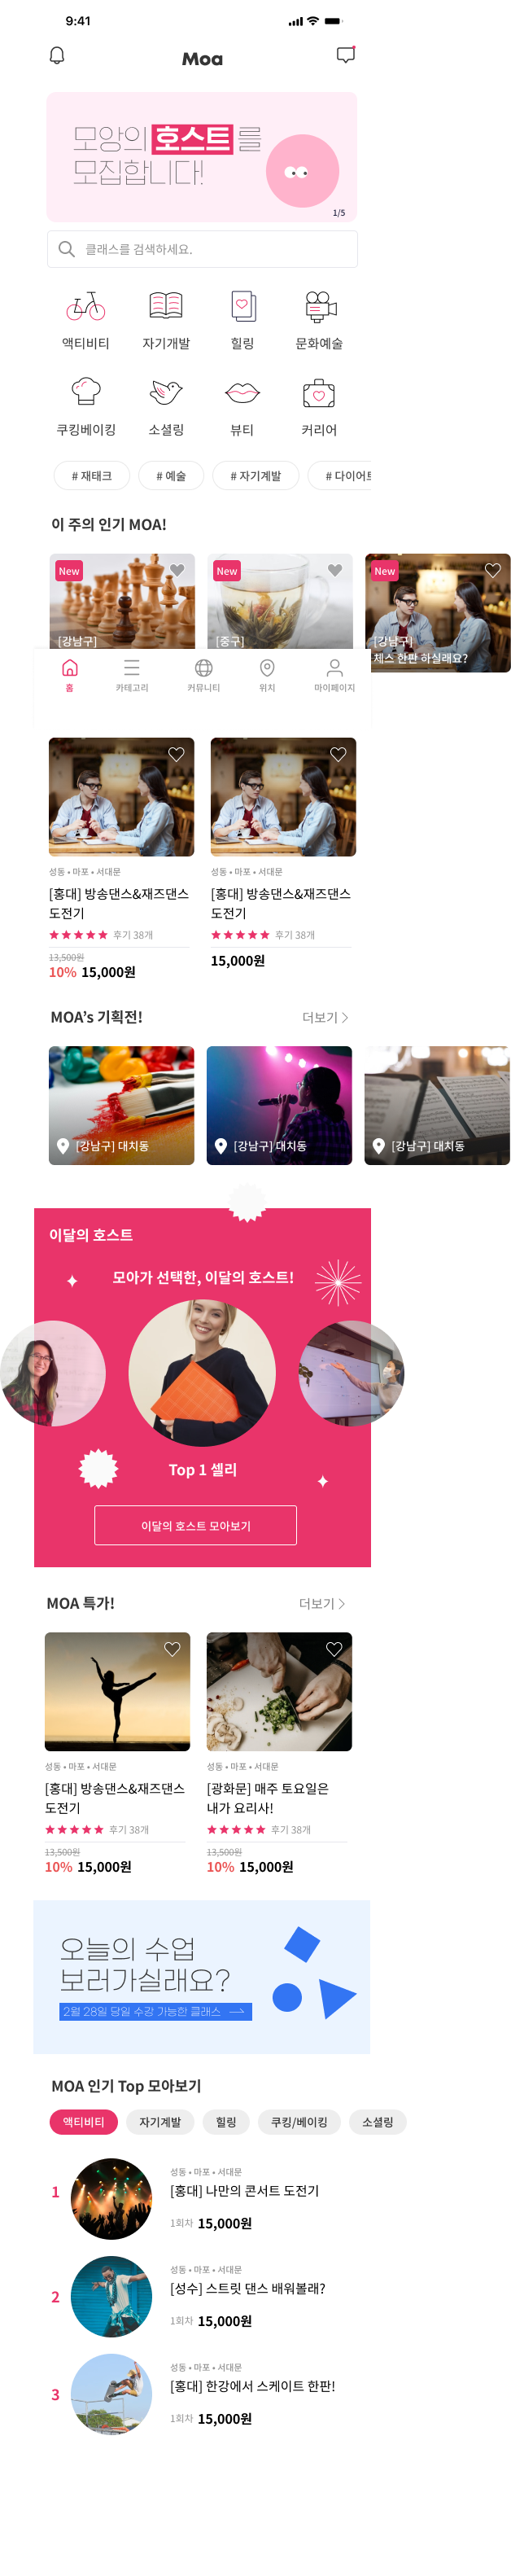 9:41
Moa
모앙의 호스트를
모집합니다!
1/5
클래스를 검색하세요.
액티비티 자기개발 힐링 문화예술
쿠킹베이킹 소셜링 뷰티 커리어
# 재태크 # 예술 # 자기계발 # 다이어트
이 주의 인기 MOA!
New New New
[강남구] [중구] [강남구]
체스 한판 하실래요?
홈 카테고리 커뮤니티 위치 마이페이지
성동 • 마포 • 서대문 성동 • 마포 • 서대문
[홍대] 방송댄스&재즈댄스 [홍대] 방송댄스&재즈댄스
도전기 도전기
★★★★★ 후기 38개 ★★★★★ 후기 38개
13,500원
10% 15,000원 15,000원
MOA's 기획전! 더보기 >
[강남구] 대치동 [강남구] 대치동 [강남구] 대치동
이달의 호스트
모아가 선택한, 이달의 호스트!
Top 1 셀리
이달의 호스트 모아보기
MOA 특가! 더보기 >
성동 • 마포 • 서대문 성동 • 마포 • 서대문
[홍대] 방송댄스&재즈댄스 [광화문] 매주 토요일은
도전기 내가 요리사!
★★★★★ 후기 38개 ★★★★★ 후기 38개
13,500원 13,500원
10% 15,000원 10% 15,000원
오늘의 수업
보러가실래요?
2월 28일 당일 수강 가능한 클래스 →
MOA 인기 Top 모아보기
액티비티 자기계발 힐링 쿠킹/베이킹 소셜링
성동 • 마포 • 서대문
1 [홍대] 나만의 콘서트 도전기
1회차 15,000원
성동 • 마포 • 서대문
2 [성수] 스트릿 댄스 배워볼래?
1회차 15,000원
성동 • 마포 • 서대문
3 [홍대] 한강에서 스케이트 한판!
1회차 15,000원